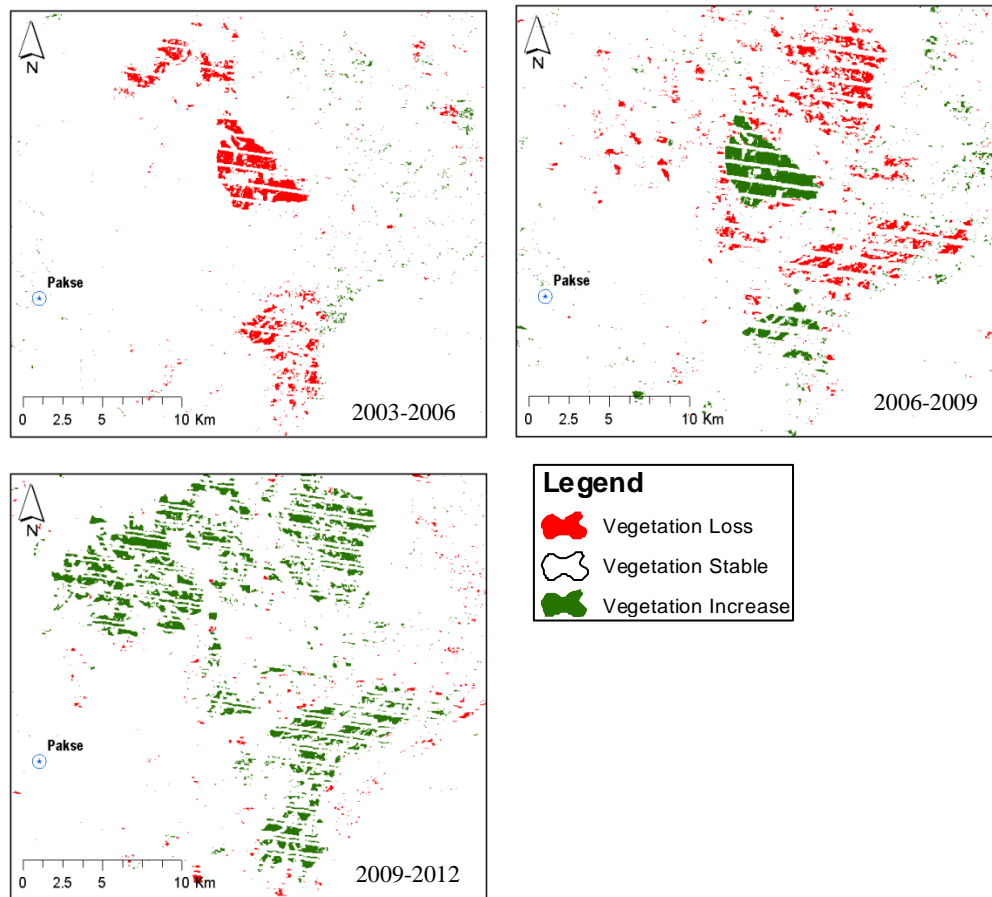 N
Pakse
0 2.5 5 10 Km
2003-2006
N
Pakse
0 2.5 5 10 Km
2006-2009
N
Pakse
0 2.5 5 10 Km
2009-2012
Legend
Vegetation Loss
Vegetation Stable
Vegetation Increase